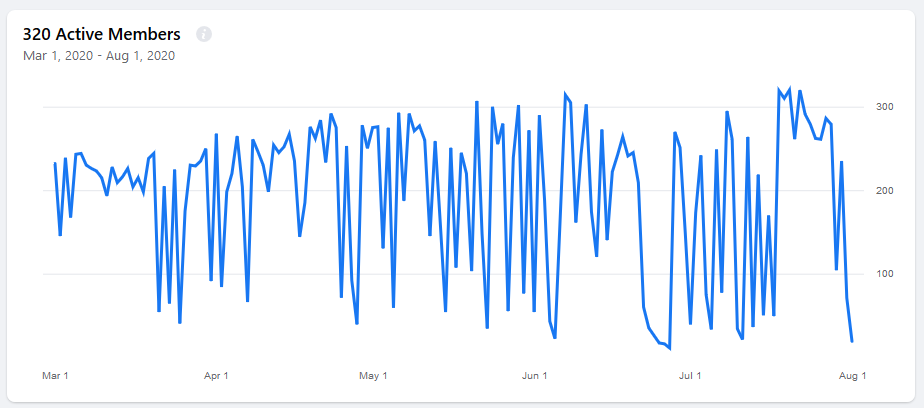 320 Active Members
Mar 1, 2020 - Aug 1, 2020
300
200
100
Mar 1 Apr 1 May 1 Jun 1 Jul 1 Aug 1